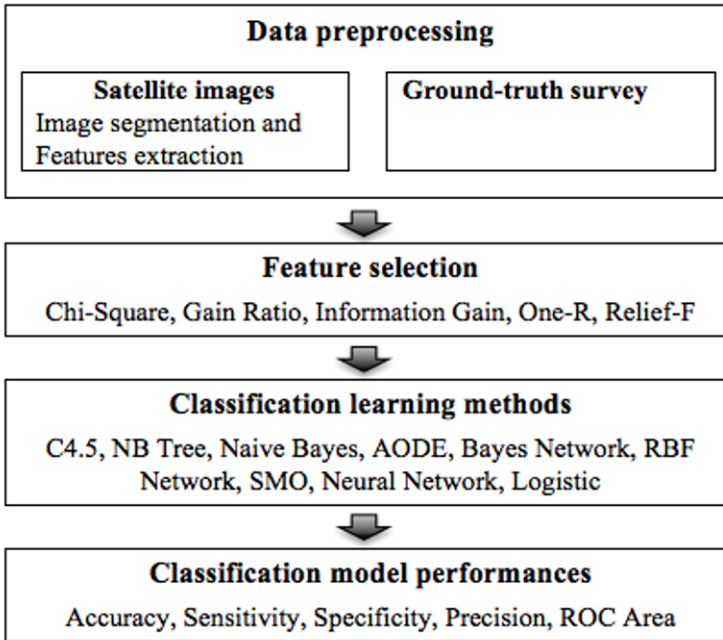 Data preprocessing
Satellite images
Image segmentation and
Features extraction
Ground-truth survey
Feature selection
Chi-Square, Gain Ratio, Information Gain, One-R, Relief-F
Classification learning methods
C4.5, NB Tree, Naive Bayes, AODE, Bayes Network, RBF
Network, SMO, Neural Network, Logistic
Classification model performances
Accuracy, Sensitivity, Specificity, Precision, ROC Area